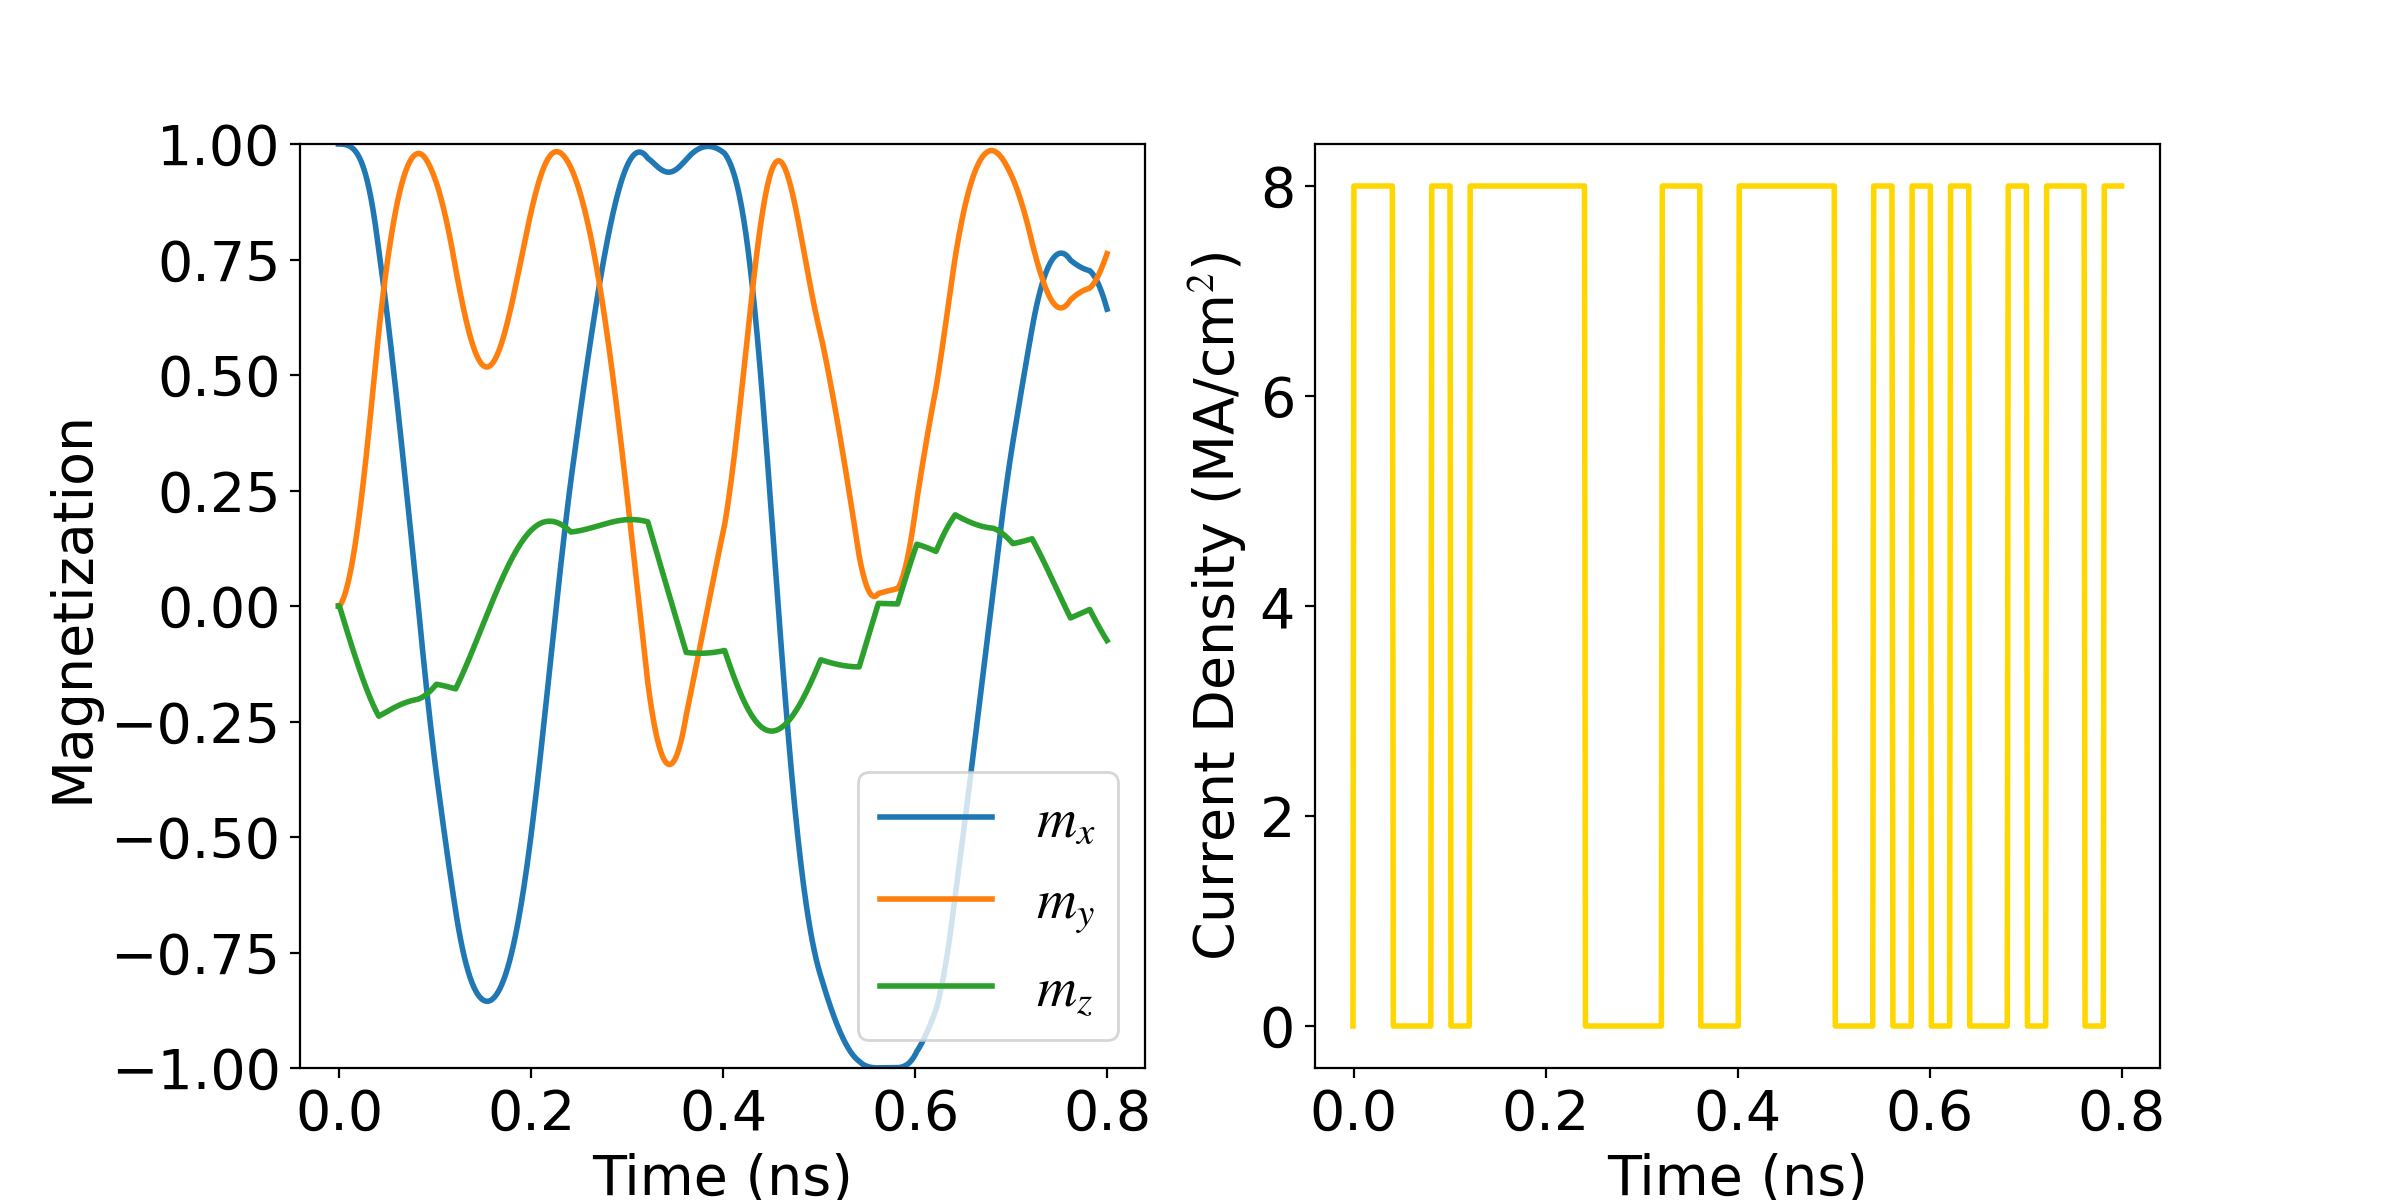 1.00
0.75
0.50
0.25
0.00
−0.25
−0.50
−0.75
−1.00
Magnetization
0.0 0.2 0.4 0.6 0.8
Time (ns)
m_x
m_y
m_z
8
6
4
2
0
Current Density (MA/cm²)
0.0 0.2 0.4 0.6 0.8
Time (ns)